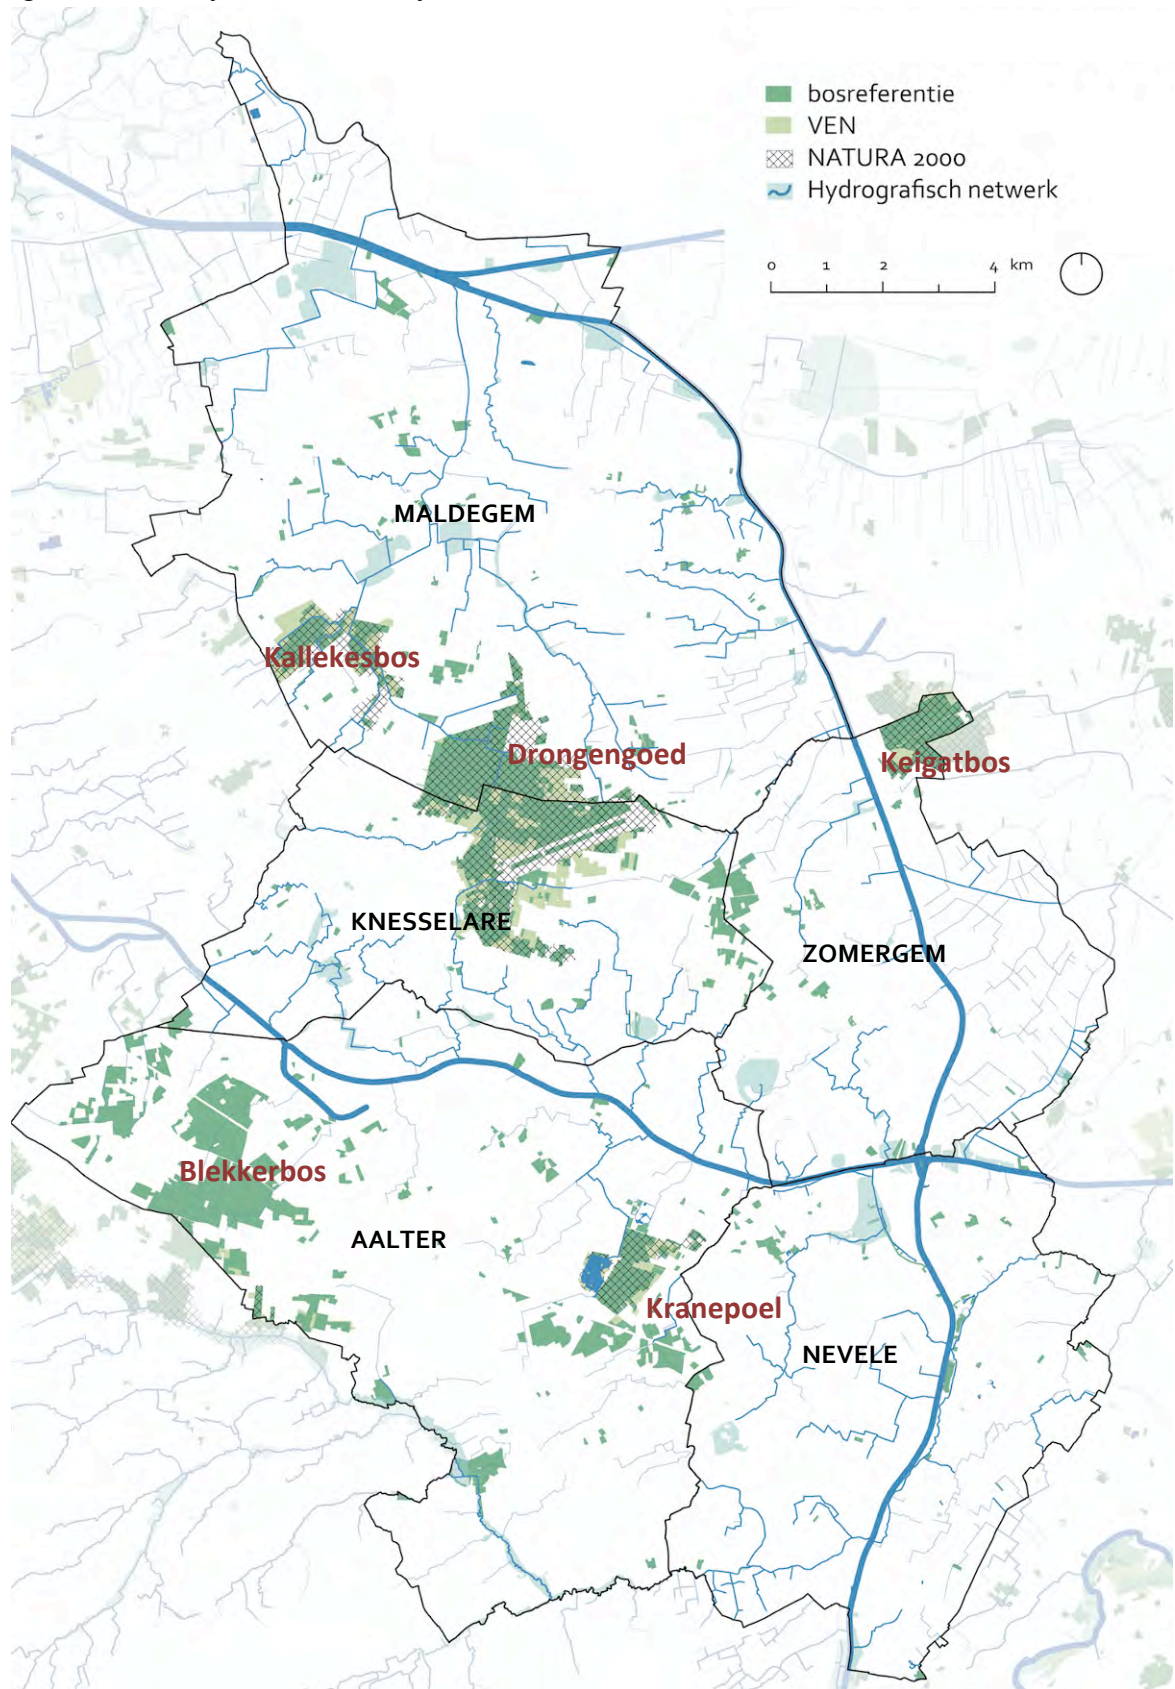 bosreferentie
VEN
NATURA 2000
Hydrografisch netwerk
0 1 2 4 km
MALDEGEM
Kallekesbos
Drongengoed
Keigatbos
KNESSELARE
ZOMERGEM
Blekkerbos
AALTER
Kranepoel
NEVELE